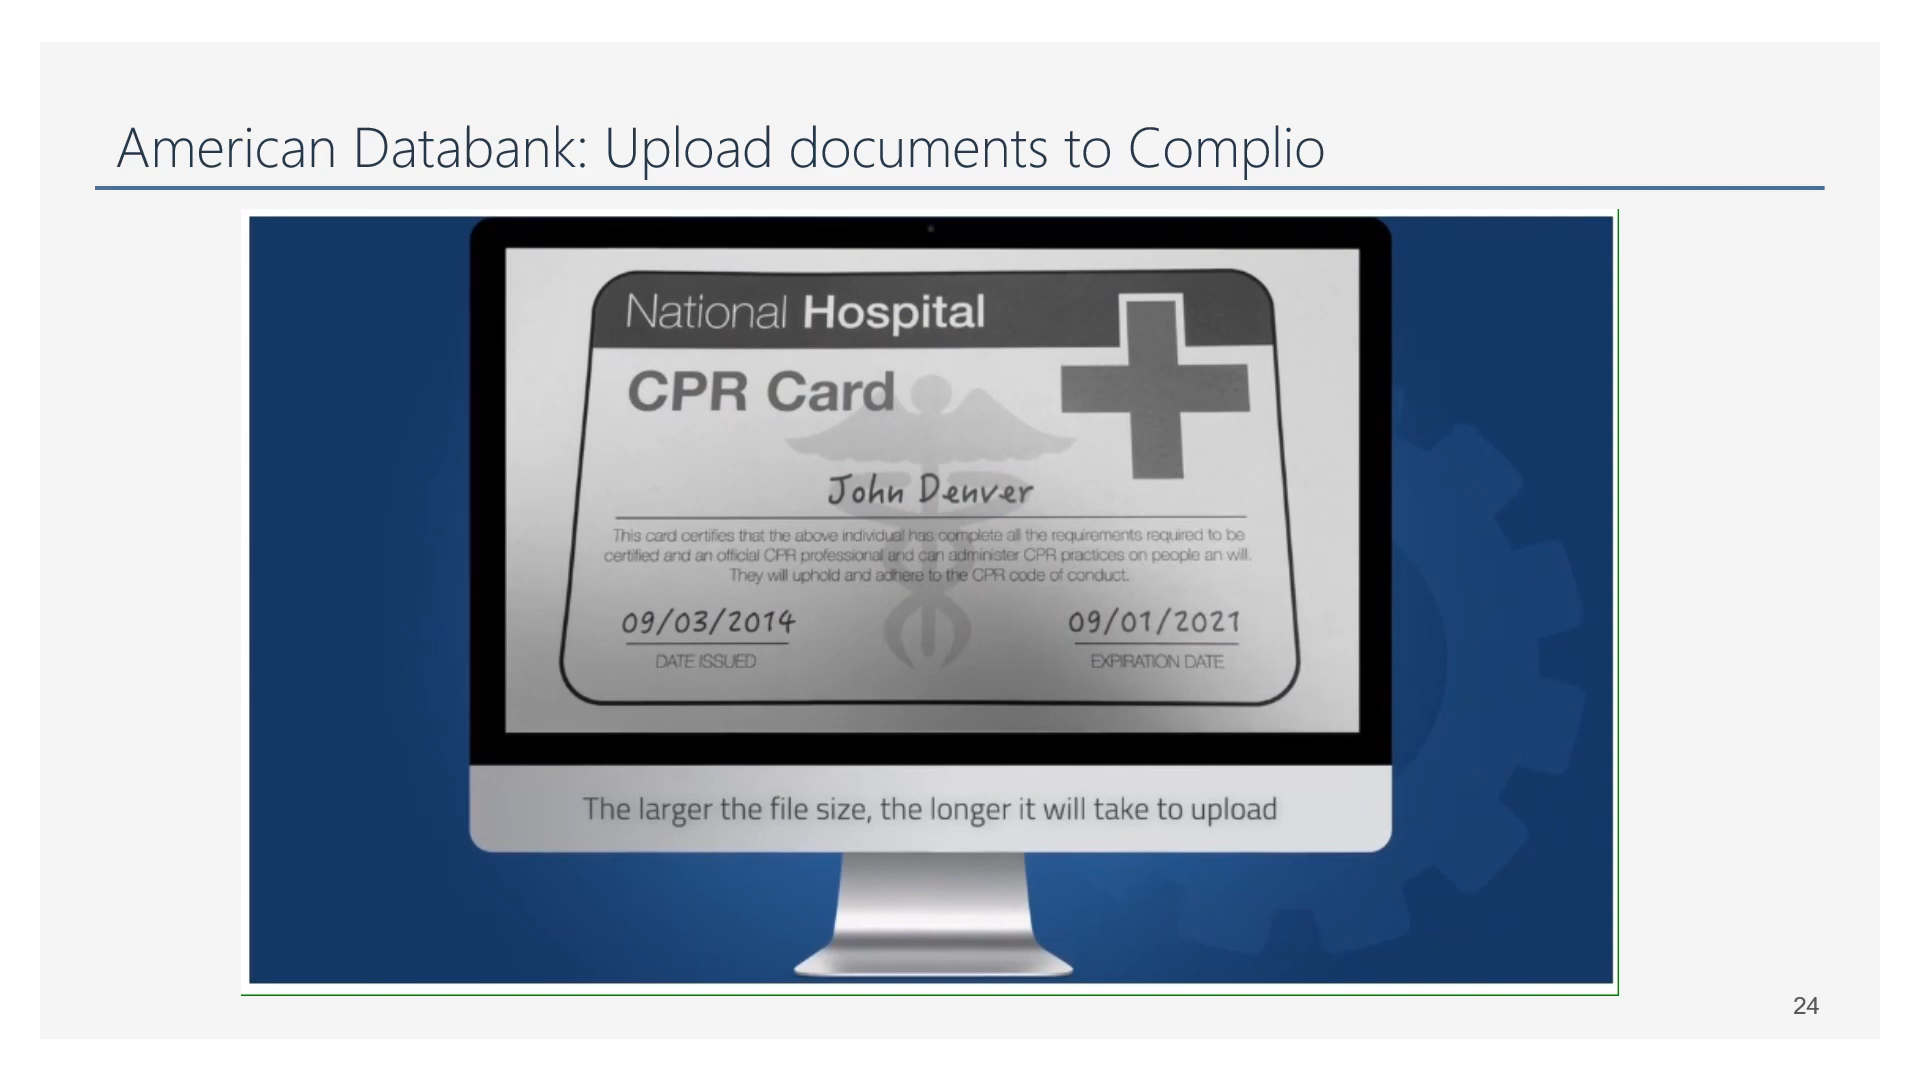 American Databank: Upload documents to Complio
National Hospital
CPR Card
John Denver
This card certifies that the above individual has complete all the requirements required to be
certified and an official CPR professional and can administer CPR practices on people an will.
They will uphold and adhere to the CPR code of conduct.
09/03/2014
DATE ISSUED
09/01/2021
EXPIRATION DATE
The larger the file size, the longer it will take to upload
24